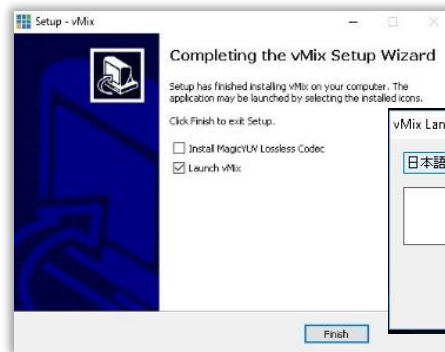 Setup - vMix
Completing the vMix Setup Wizard
Setup has finished installing vMix on your computer. The
application may be launched by selecting the installed icons.
Click Finish to exit Setup.
Install MagicYUV Lossless Codec
Launch vMix
vMix Lan
日本語
Finish